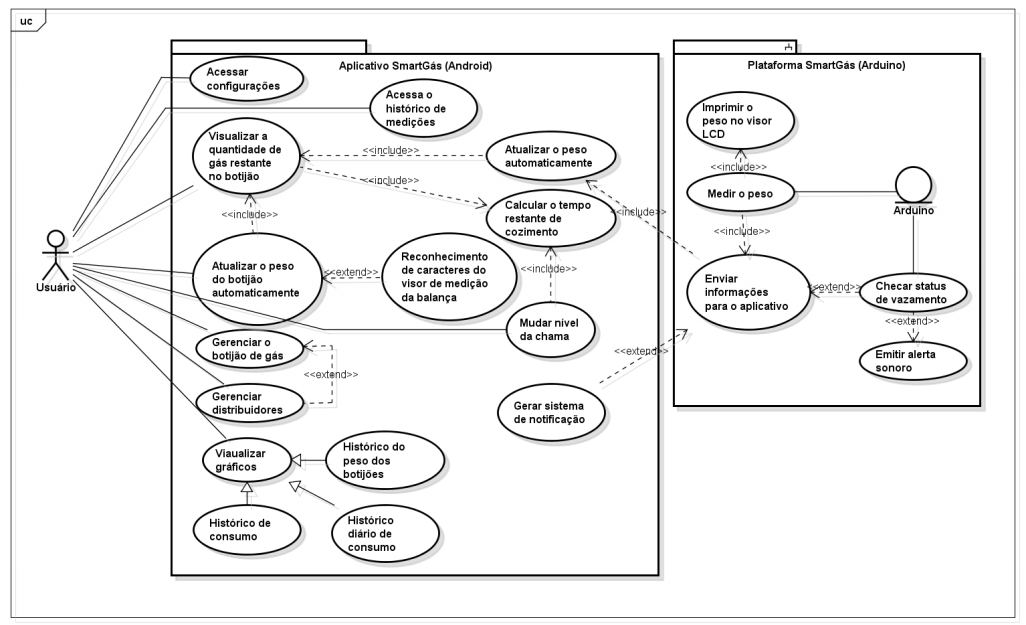 uc
Aplicativo SmartGás (Android)
Acessar
configurações
Acessa o
histórico de
medições
Visualizar a
quantidade de
gás restante
no botijão
<<include>>
Atualizar o peso
automaticamente
<<include>>
Calcular o tempo
restante de
cozimento
<<include>>
<<include>>
Atualizar o peso
do botijão
automaticamente
<<extend>>
Reconhecimento
de caracteres do
visor de medição
da balança
<<include>>
Mudar nível
da chama
Usuário
Gerenciar o
botijão de gás
<<extend>>
Gerenciar
distribuidores
Gerar sistema
de notificação
<<extend>>
Viaualizar
gráficos
Histórico do
peso dos
botijões
Histórico de
consumo
Histórico
diário de
consumo
Plataforma SmartGás (Arduino)
Imprimir o
peso no visor
LCD
<<include>>
Medir o peso
Arduino
<<include>>
Enviar
informações
para o aplicativo
<<extend>>
Checar status
de vazamento
<<extend>>
Emitir alerta
sonoro